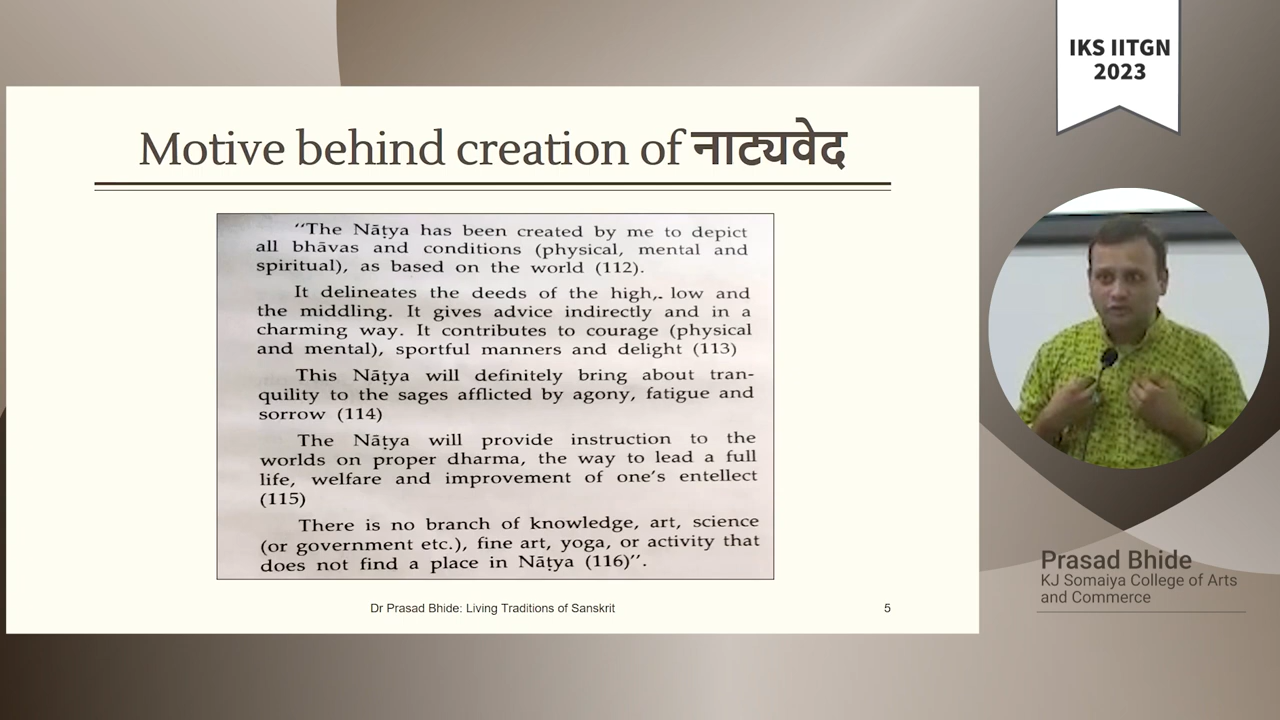 IKS IITGN
2023
Motive behind creation of नाट्यवेद
“The Nāṭya has been created by me to depict
all bhāvas and conditions (physical, mental and
spiritual), as based on the world (112).
It delineates the deeds of the high,. low and
the middling. It gives advice indirectly and in a
charming way. It contributes to courage (physical
and mental), sportful manners and delight (113)
This Nāṭya will definitely bring about tran-
quility to the sages afflicted by agony, fatigue and
sorrow (114)
The Nāṭya will provide instruction to the
worlds on proper dharma, the way to lead a full
life, welfare and improvement of one’s entellect
(115)
There is no branch of knowledge, art, science
(or government etc.), fine art, yoga, or activity that
does not find a place in Nāṭya (116)”.
Dr Prasad Bhide: Living Traditions of Sanskrit
5
Prasad Bhide
KJ Somaiya College of Arts
and Commerce